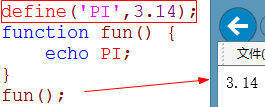 define('PI',3.14);
function fun() {
echo PI;
}
fun();
文件(
3.14